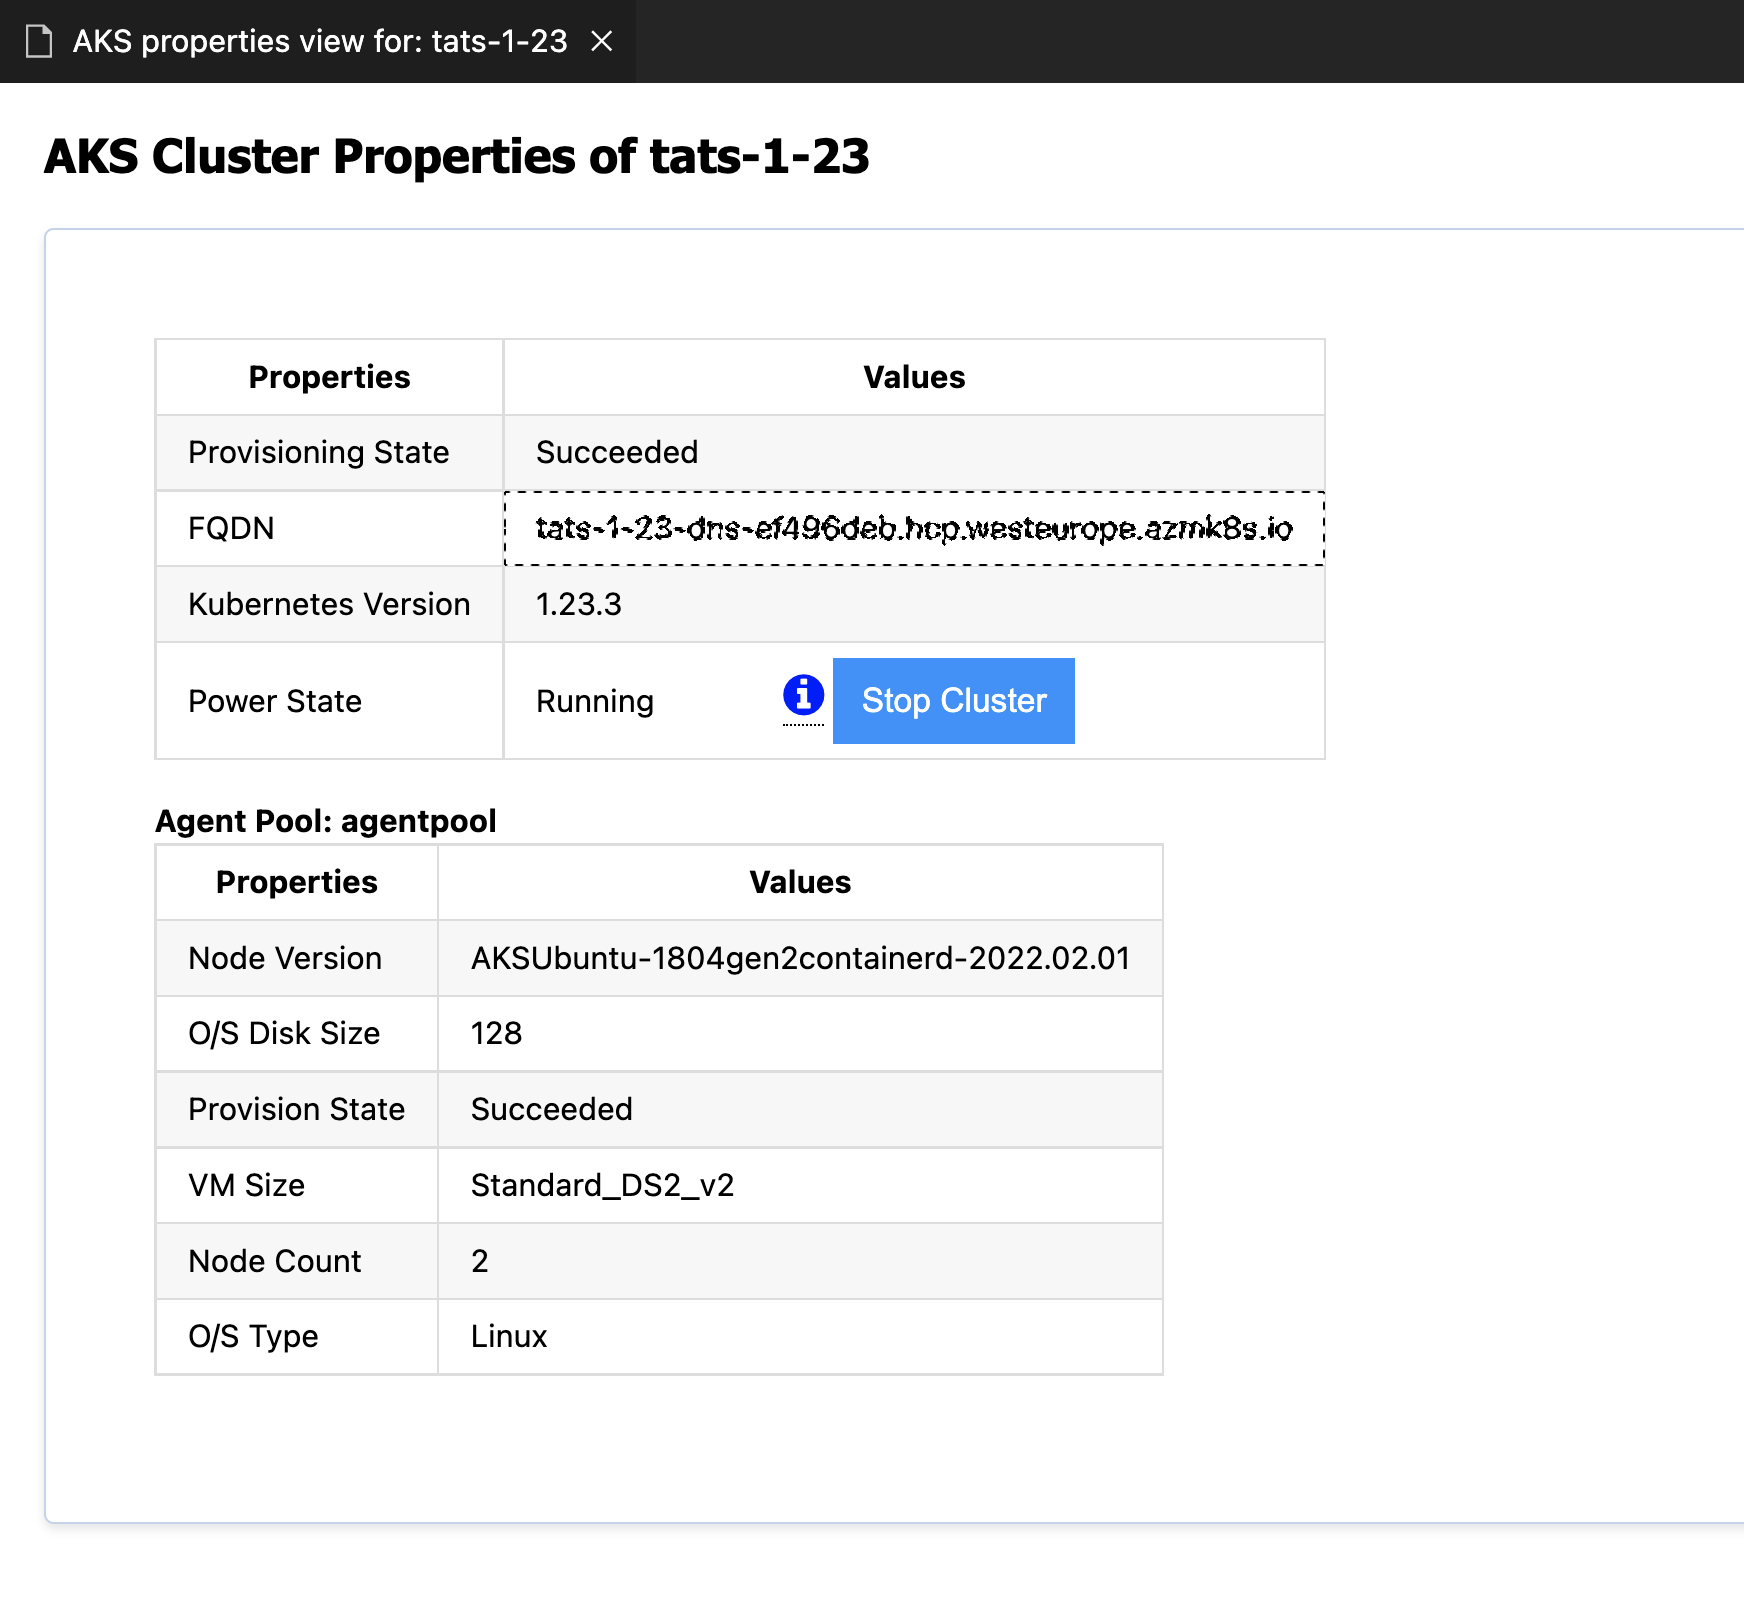 AKS properties view for: tats-1-23
AKS Cluster Properties of tats-1-23
Properties Values
Provisioning State Succeeded
FQDN tats-1-23-dns-ef496deb.hcp.westeurope.azmk8s.io
Kubernetes Version 1.23.3
Power State Running Stop Cluster
Agent Pool: agentpool
Properties Values
Node Version AKSUbuntu-1804gen2containerd-2022.02.01
O/S Disk Size 128
Provision State Succeeded
VM Size Standard_DS2_v2
Node Count 2
O/S Type Linux